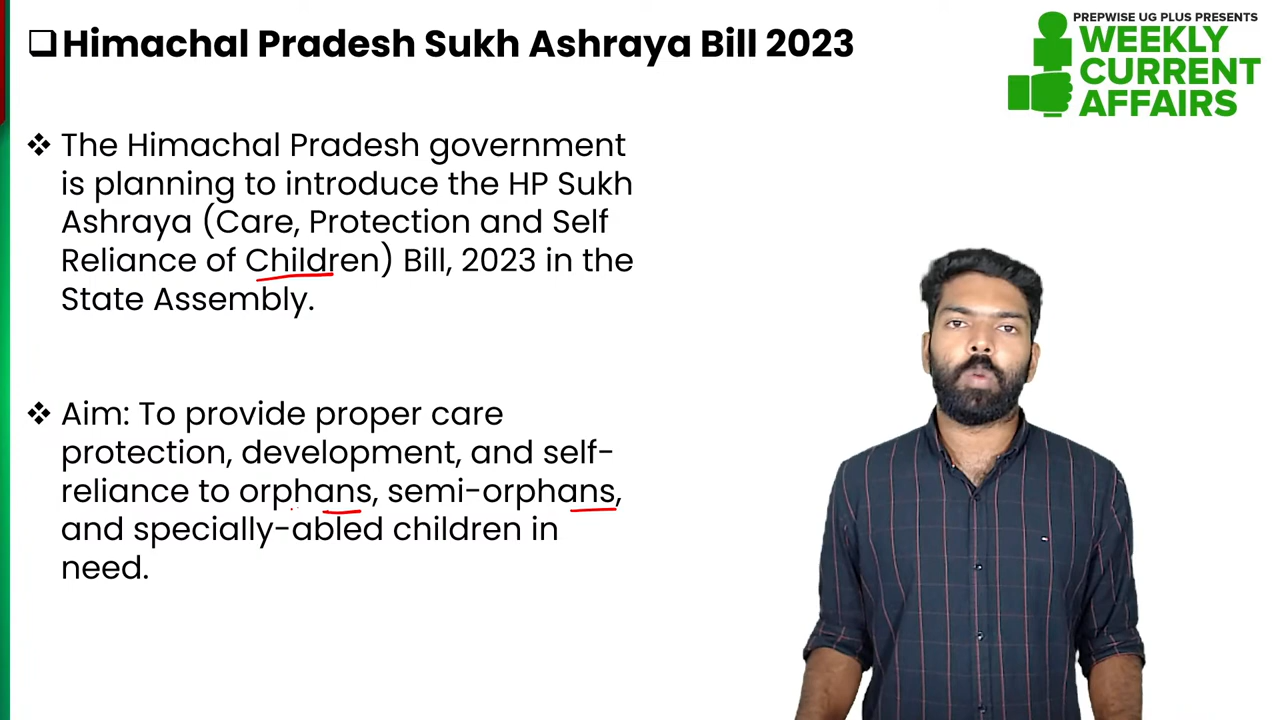 ❑Himachal Pradesh Sukh Ashraya Bill 2023
PREPWISE UG PLUS PRESENTS
WEEKLY
CURRENT
AFFAIRS
❖ The Himachal Pradesh government
is planning to introduce the HP Sukh
Ashraya (Care, Protection and Self
Reliance of Children) Bill, 2023 in the
State Assembly.
❖ Aim: To provide proper care
protection, development, and self-
reliance to orphans, semi-orphans,
and specially-abled children in
need.